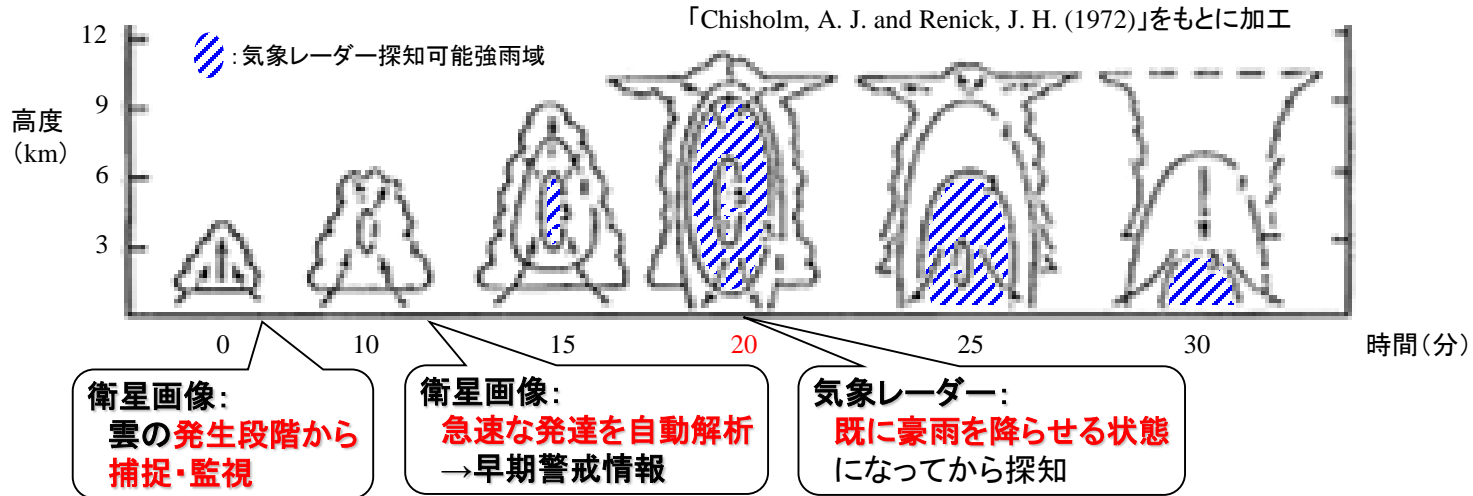 「Chisholm, A. J. and Renick, J. H. (1972)」をもとに加工
：気象レーダー探知可能強雨域
高度
（km）
12
9
6
3
0 10 15 20 25 30 時間（分）
衛星画像：
雲の発生段階から
捕捉・監視
衛星画像：
急速な発達を自動解析
→早期警戒情報
気象レーダー：
既に豪雨を降らせる状態
になってから探知